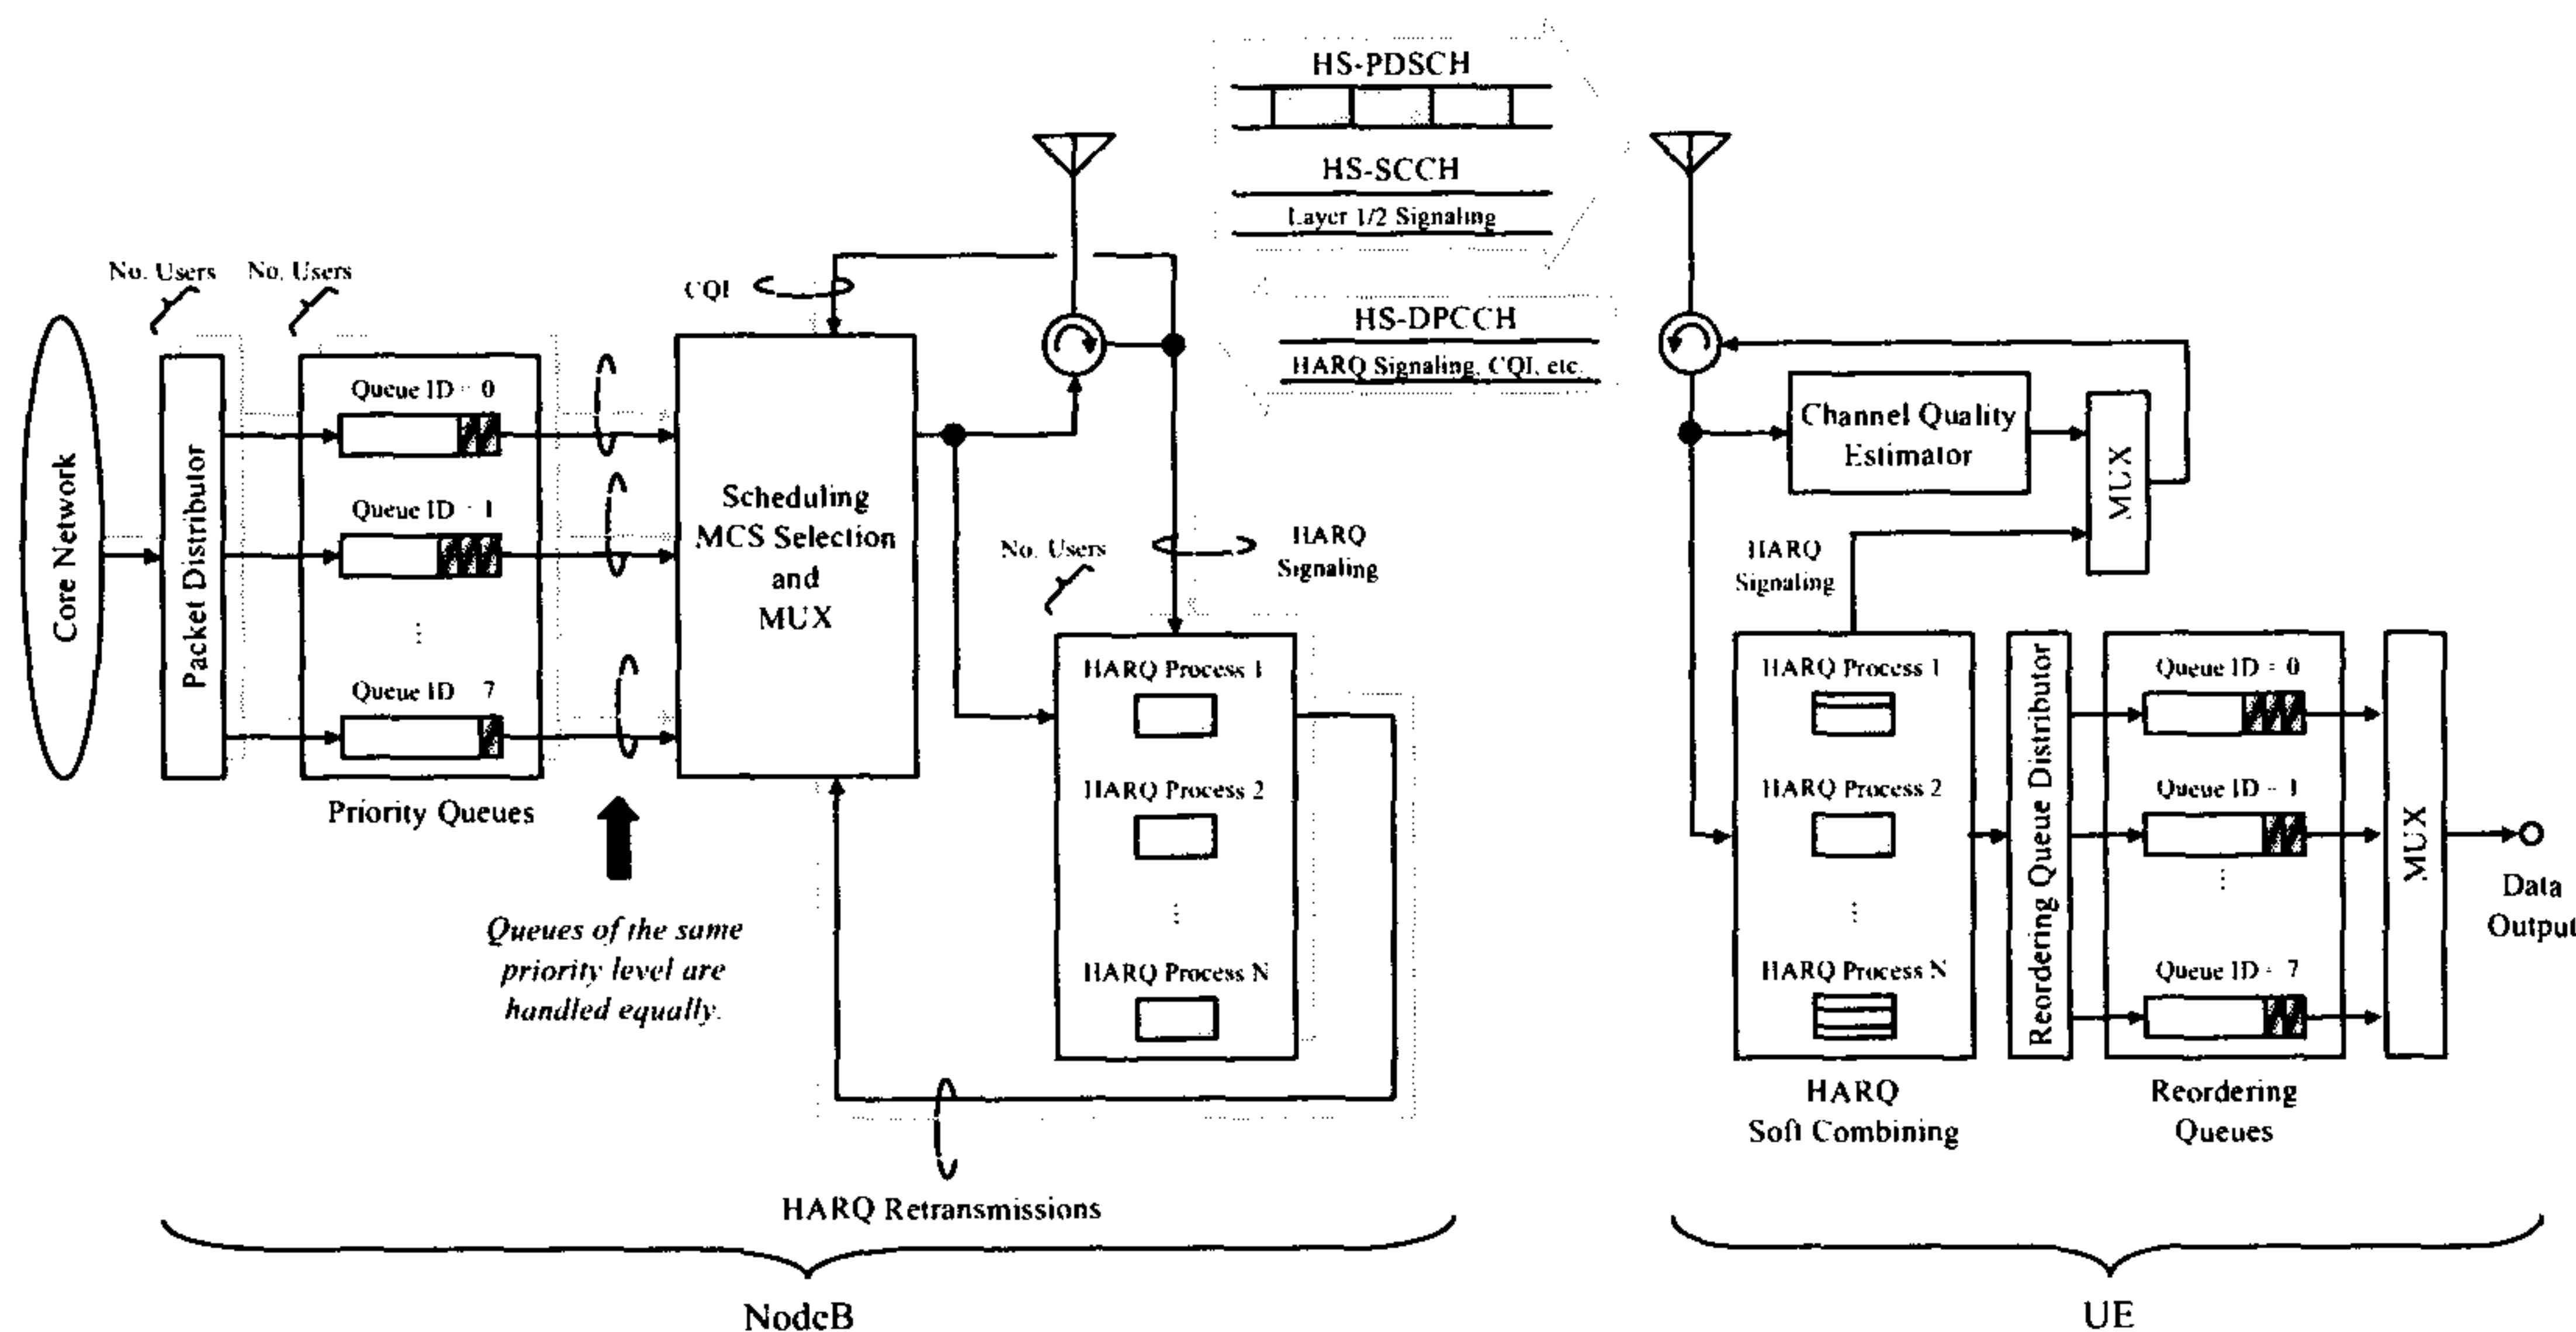 HS-PDSCH
HS-SCCH
Layer 1/2 Signaling
HS-DPCCH
HARQ Signaling, CQI, etc.
No. Users
No. Users
CQI
Core Network
Packet Distributor
Queue ID = 0
Queue ID = 1
⋮
Queue ID = 7
Priority Queues
Queues of the same
priority level are
handled equally.
Scheduling
MCS Selection
and
MUX
No. Users
HARQ
Signaling
HARQ Process 1
HARQ Process 2
⋮
HARQ Process N
HARQ Retransmissions
NodeB
Channel Quality
Estimator
MUX
HARQ
Signaling
HARQ Process 1
HARQ Process 2
⋮
HARQ Process N
HARQ
Soft Combining
Reordering Queue Distributor
Queue ID = 0
Queue ID = 1
⋮
Queue ID = 7
Reordering
Queues
MUX
Data
Output
UE